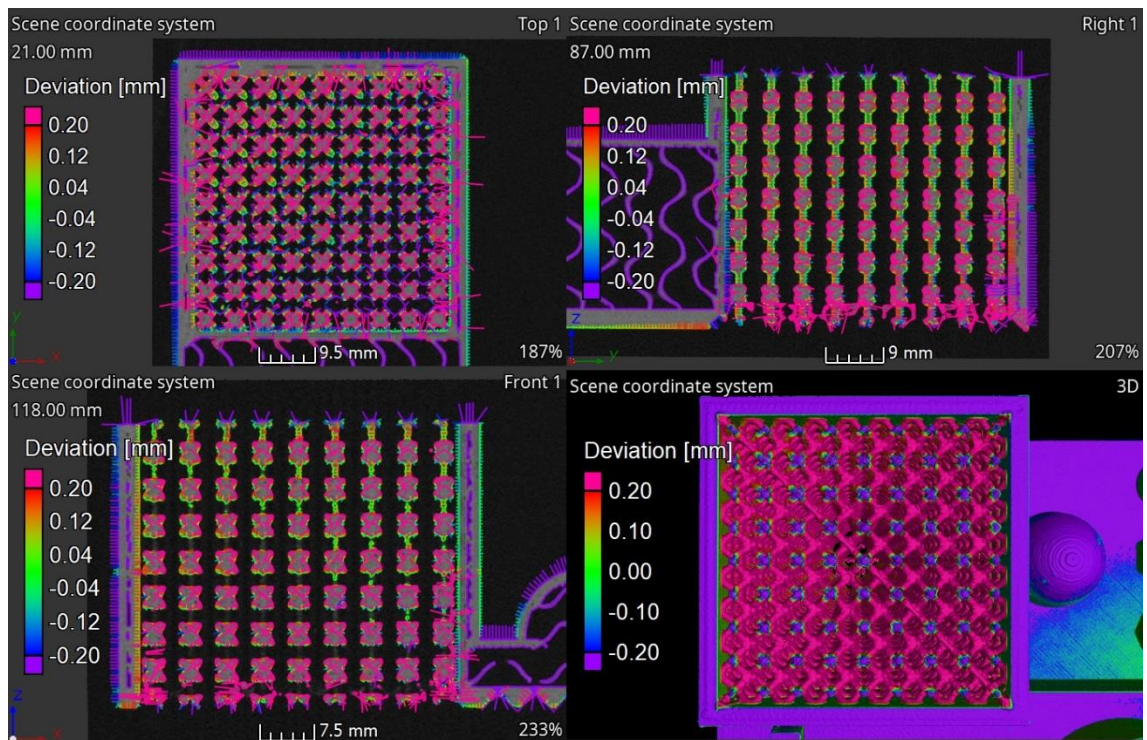 Scene coordinate system
Top 1
21.00 mm
Deviation [mm]
0.20
0.12
0.04
-0.04
-0.12
-0.20
y
x
9.5 mm
187%
Scene coordinate system
Right 1
87.00 mm
Deviation [mm]
0.20
0.12
0.04
-0.04
-0.12
-0.20
z
y
9 mm
207%
Scene coordinate system
Front 1
118.00 mm
Deviation [mm]
0.20
0.12
0.04
-0.04
-0.12
-0.20
z
x
7.5 mm
233%
Scene coordinate system
3D
Deviation [mm]
0.20
0.10
0.00
-0.10
-0.20